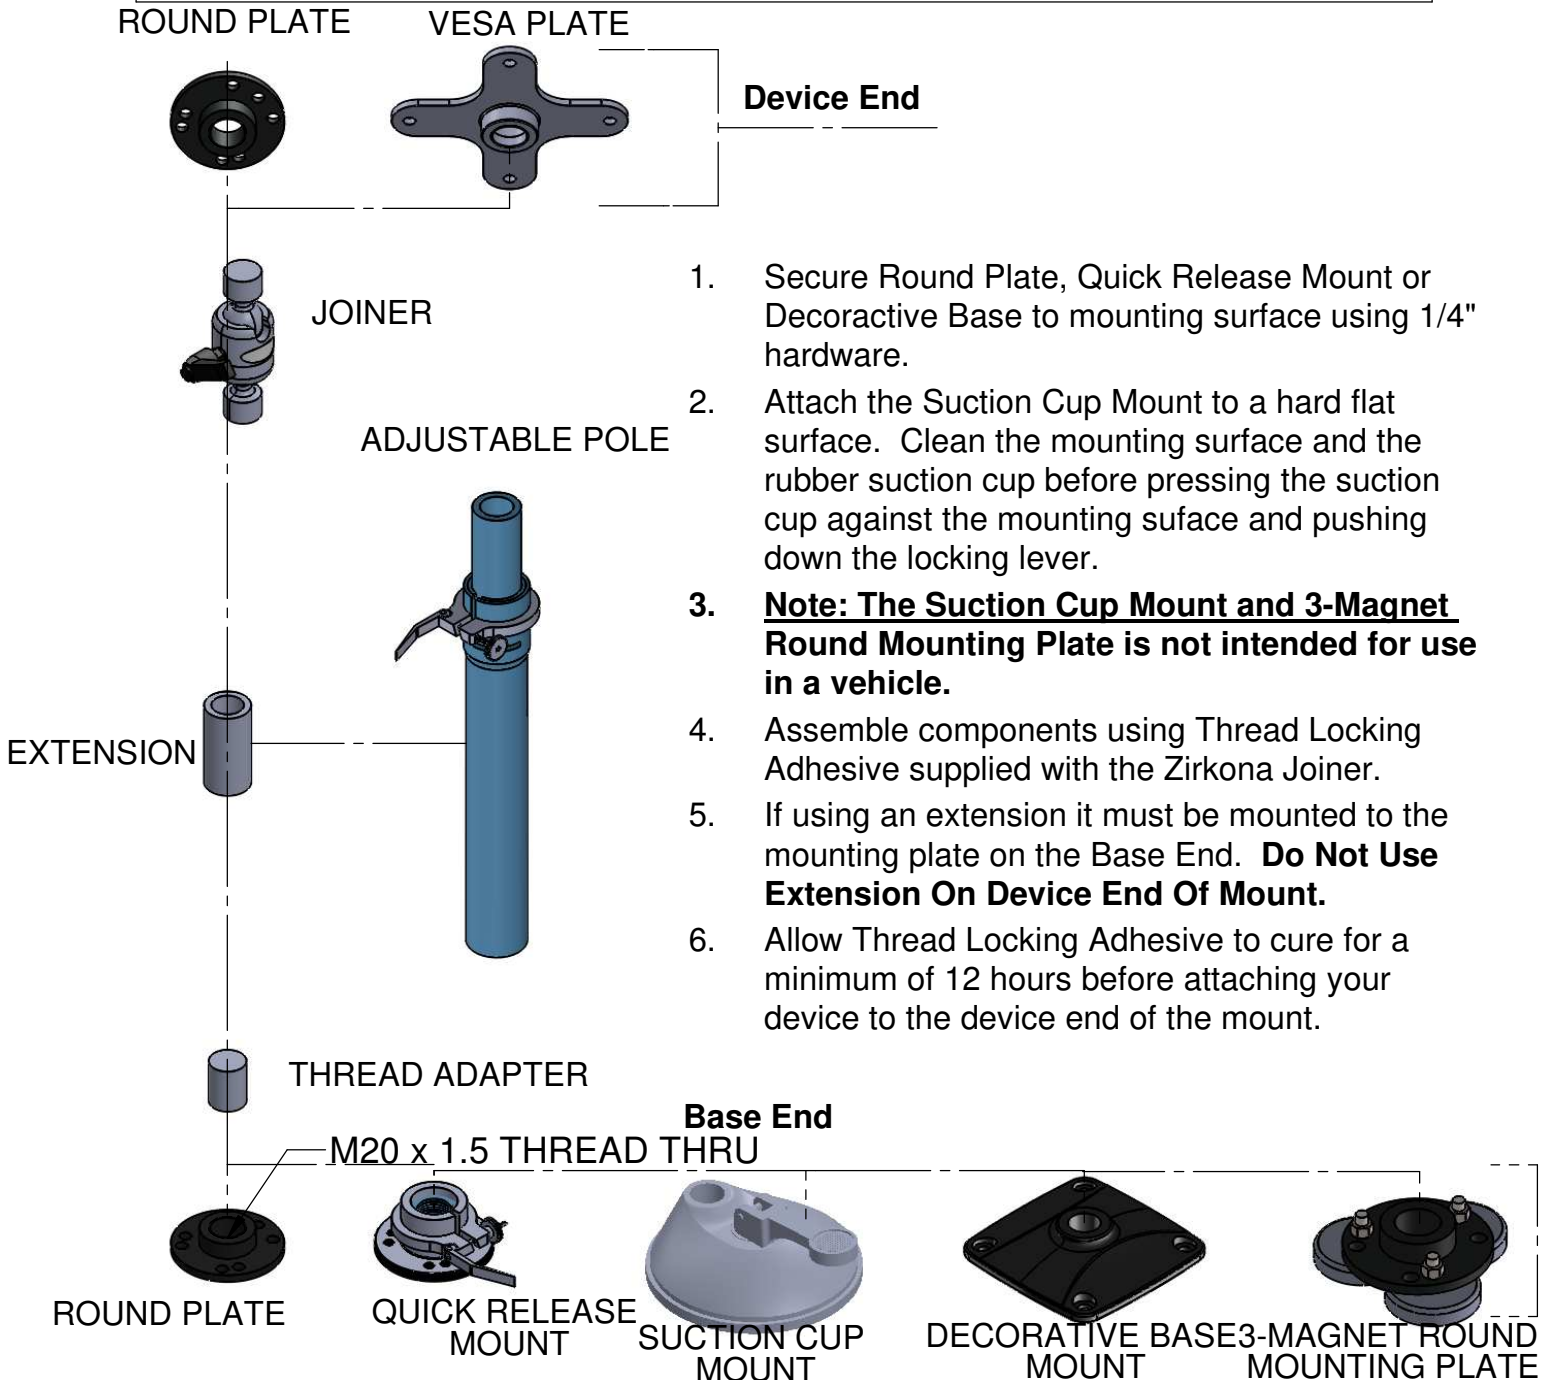 ROUND PLATE
VESA PLATE
Device End
JOINER
ADJUSTABLE POLE
1. Secure Round Plate, Quick Release Mount or
Decoractive Base to mounting surface using 1/4"
hardware.
2. Attach the Suction Cup Mount to a hard flat
surface. Clean the mounting surface and the
rubber suction cup before pressing the suction
cup against the mounting suface and pushing
down the locking lever.
3. Note: The Suction Cup Mount and 3-Magnet
Round Mounting Plate is not intended for use
in a vehicle.
4. Assemble components using Thread Locking
Adhesive supplied with the Zirkona Joiner.
5. If using an extension it must be mounted to the
mounting plate on the Base End. Do Not Use
Extension On Device End Of Mount.
6. Allow Thread Locking Adhesive to cure for a
minimum of 12 hours before attaching your
device to the device end of the mount.
EXTENSION
THREAD ADAPTER
Base End
M20 x 1.5 THREAD THRU
ROUND PLATE
QUICK RELEASE
MOUNT
SUCTION CUP
MOUNT
DECORATIVE BASE
MOUNT
3-MAGNET ROUND
MOUNTING PLATE